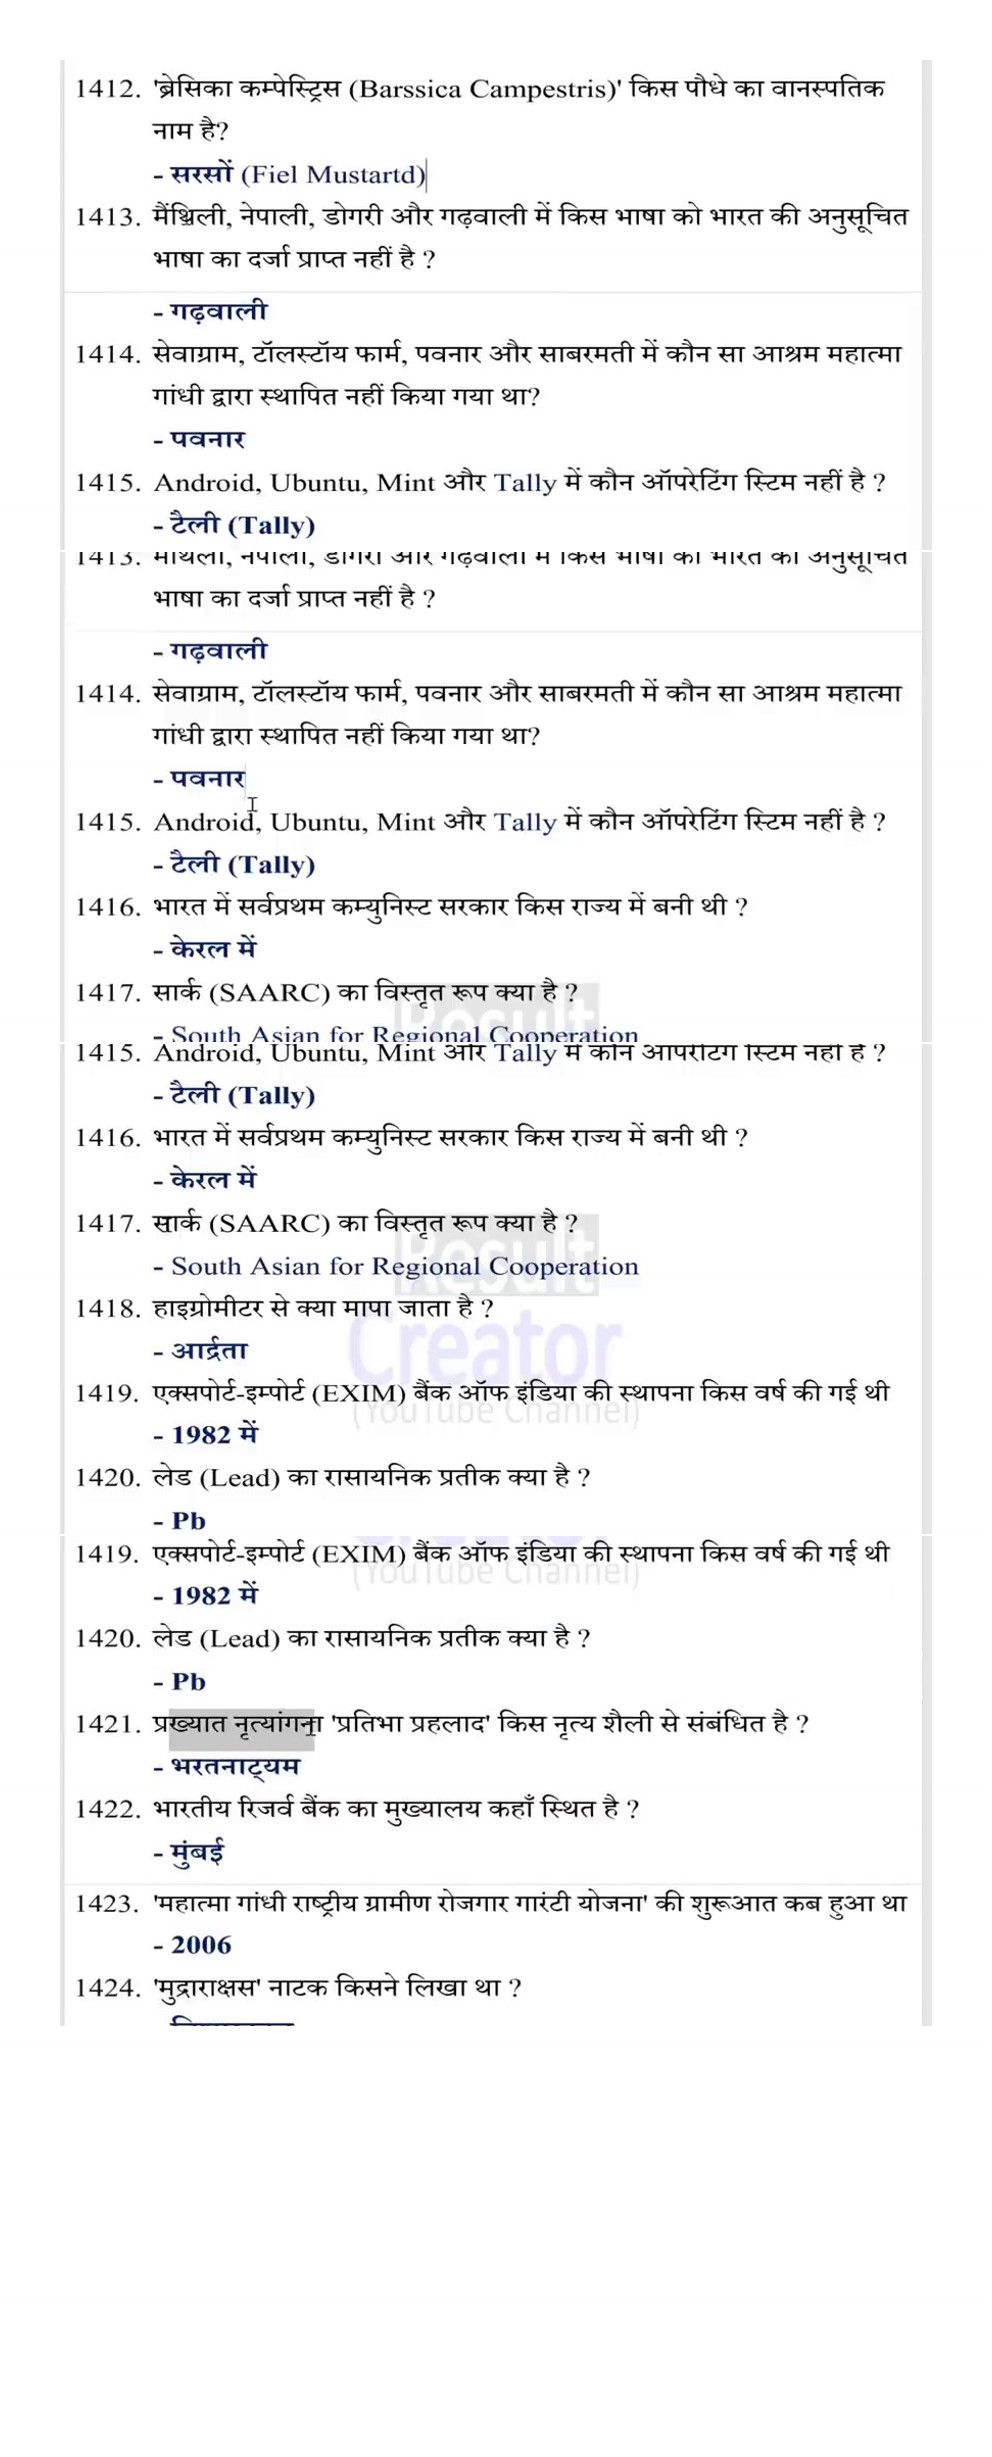 1412. 'ब्रेसिका कम्पेस्ट्रिस (Barssica Campestris)' किस पौधे का वानस्पतिक
नाम है?
- सरसों (Fiel Mustartd)
1413. मैंथिली, नेपाली, डोगरी और गढ़वाली में किस भाषा को भारत की अनुसूचित
भाषा का दर्जा प्राप्त नहीं है ?
- गढ़वाली
1414. सेवाग्राम, टॉलस्टॉय फार्म, पवनार और साबरमती में कौन सा आश्रम महात्मा
गांधी द्वारा स्थापित नहीं किया गया था?
- पवनार
1415. Android, Ubuntu, Mint और Tally में कौन ऑपरेटिंग स्टिम नहीं है ?
- टैली (Tally)
1413. मैंथिली, नेपाली, डोगरी और गढ़वाली में किस भाषा को भारत की अनुसूचित
भाषा का दर्जा प्राप्त नहीं है ?
- गढ़वाली
1414. सेवाग्राम, टॉलस्टॉय फार्म, पवनार और साबरमती में कौन सा आश्रम महात्मा
गांधी द्वारा स्थापित नहीं किया गया था?
- पवनार
1415. Android, Ubuntu, Mint और Tally में कौन ऑपरेटिंग स्टिम नहीं है ?
- टैली (Tally)
1416. भारत में सर्वप्रथम कम्युनिस्ट सरकार किस राज्य में बनी थी ?
- केरल में
1417. सार्क (SAARC) का विस्तृत रूप क्या है ?
- South Asian for Regional Cooperation
1415. Android, Ubuntu, Mint और Tally में कौन ऑपरेटिंग स्टिम नहीं है ?
- टैली (Tally)
1416. भारत में सर्वप्रथम कम्युनिस्ट सरकार किस राज्य में बनी थी ?
- केरल में
1417. सार्क (SAARC) का विस्तृत रूप क्या है ?
Result
- South Asian for Regional Cooperation
1418. हाइग्रोमीटर से क्या मापा जाता है ?
Creator
- आर्द्रता
1419. एक्सपोर्ट-इम्पोर्ट (EXIM) बैंक ऑफ इंडिया की स्थापना किस वर्ष की गई थी
(YouTube Channel)
- 1982 में
1420. लेड (Lead) का रासायनिक प्रतीक क्या है ?
- Pb
1419. एक्सपोर्ट-इम्पोर्ट (EXIM) बैंक ऑफ इंडिया की स्थापना किस वर्ष की गई थी
(YouTube Channel)
- 1982 में
1420. लेड (Lead) का रासायनिक प्रतीक क्या है ?
- Pb
1421. प्रख्यात नृत्यांगना 'प्रतिभा प्रहलाद' किस नृत्य शैली से संबंधित है ?
- भरतनाट्यम
1422. भारतीय रिजर्व बैंक का मुख्यालय कहाँ स्थित है ?
- मुंबई
1423. 'महात्मा गांधी राष्ट्रीय ग्रामीण रोजगार गारंटी योजना' की शुरूआत कब हुआ था
- 2006
1424. 'मुद्राराक्षस' नाटक किसने लिखा था ?